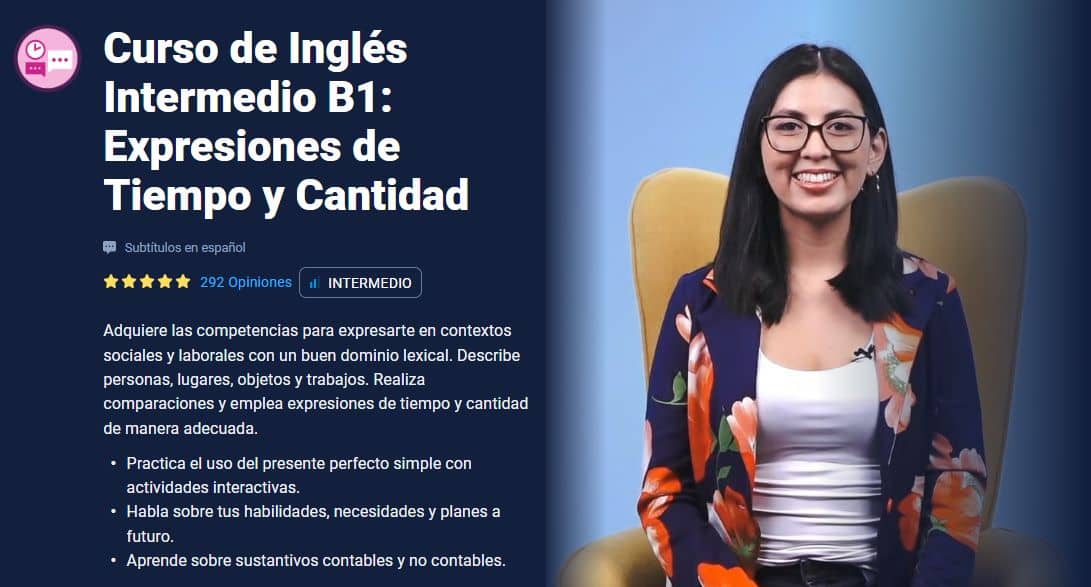 Curso de Inglés
Intermedio B1:
Expresiones de
Tiempo y Cantidad
Subtítulos en español
292 Opiniones
INTERMEDIO
Adquiere las competencias para expresarte en contextos
sociales y laborales con un buen dominio lexical. Describe
personas, lugares, objetos y trabajos. Realiza
comparaciones y emplea expresiones de tiempo y cantidad
de manera adecuada.
• Practica el uso del presente perfecto simple con
actividades interactivas.
• Habla sobre tus habilidades, necesidades y planes a
futuro.
• Aprende sobre sustantivos contables y no contables.